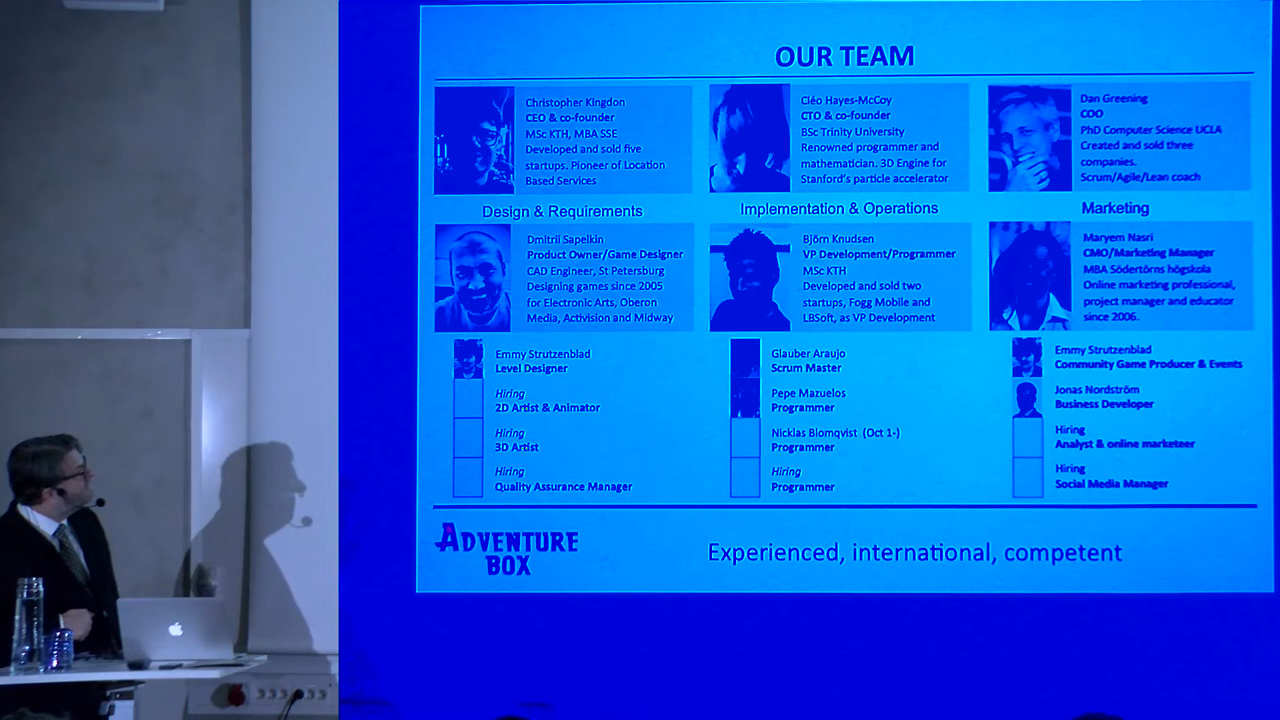 OUR TEAM
Christopher Kingdon
CEO & co-founder
MSc KTH, MBA SSE
Developed and sold five
startups. Pioneer of Location
Based Services
Cléo Hayes-McCoy
CTO & co-founder
BSc Trinity University
Renowned programmer and
mathematician. 3D Engine for
Stanford's particle accelerator
Dan Greening
COO
PhD Computer Science UCLA
Created and sold three
companies.
Scrum/Agile/Lean coach
Design & Requirements
Implementation & Operations
Marketing
Dmitrii Sapelkin
Product Owner/Game Designer
CAD Engineer, St Petersburg
Designing games since 2005
for Electronic Arts, Oberon
Media, Activision and Midway
Björn Knudsen
VP Development/Programmer
MSc KTH
Developed and sold two
startups, Fogg Mobile and
LBSoft, as VP Development
Maryem Nasri
CMO/Marketing Manager
MBA Södertörns högskola
Online marketing professional,
project manager and educator
since 2006.
Emmy Strutzenblad
Level Designer
Hiring
2D Artist & Animator
Hiring
3D Artist
Hiring
Quality Assurance Manager
Glauber Araujo
Scrum Master
Pepe Mazuelos
Programmer
Nicklas Blomqvist (Oct 1-)
Programmer
Hiring
Programmer
Emmy Strutzenblad
Community Game Producer & Events
Jonas Nordström
Business Developer
Hiring
Analyst & online marketeer
Hiring
Social Media Manager
ADVENTURE
BOX
Experienced, international, competent